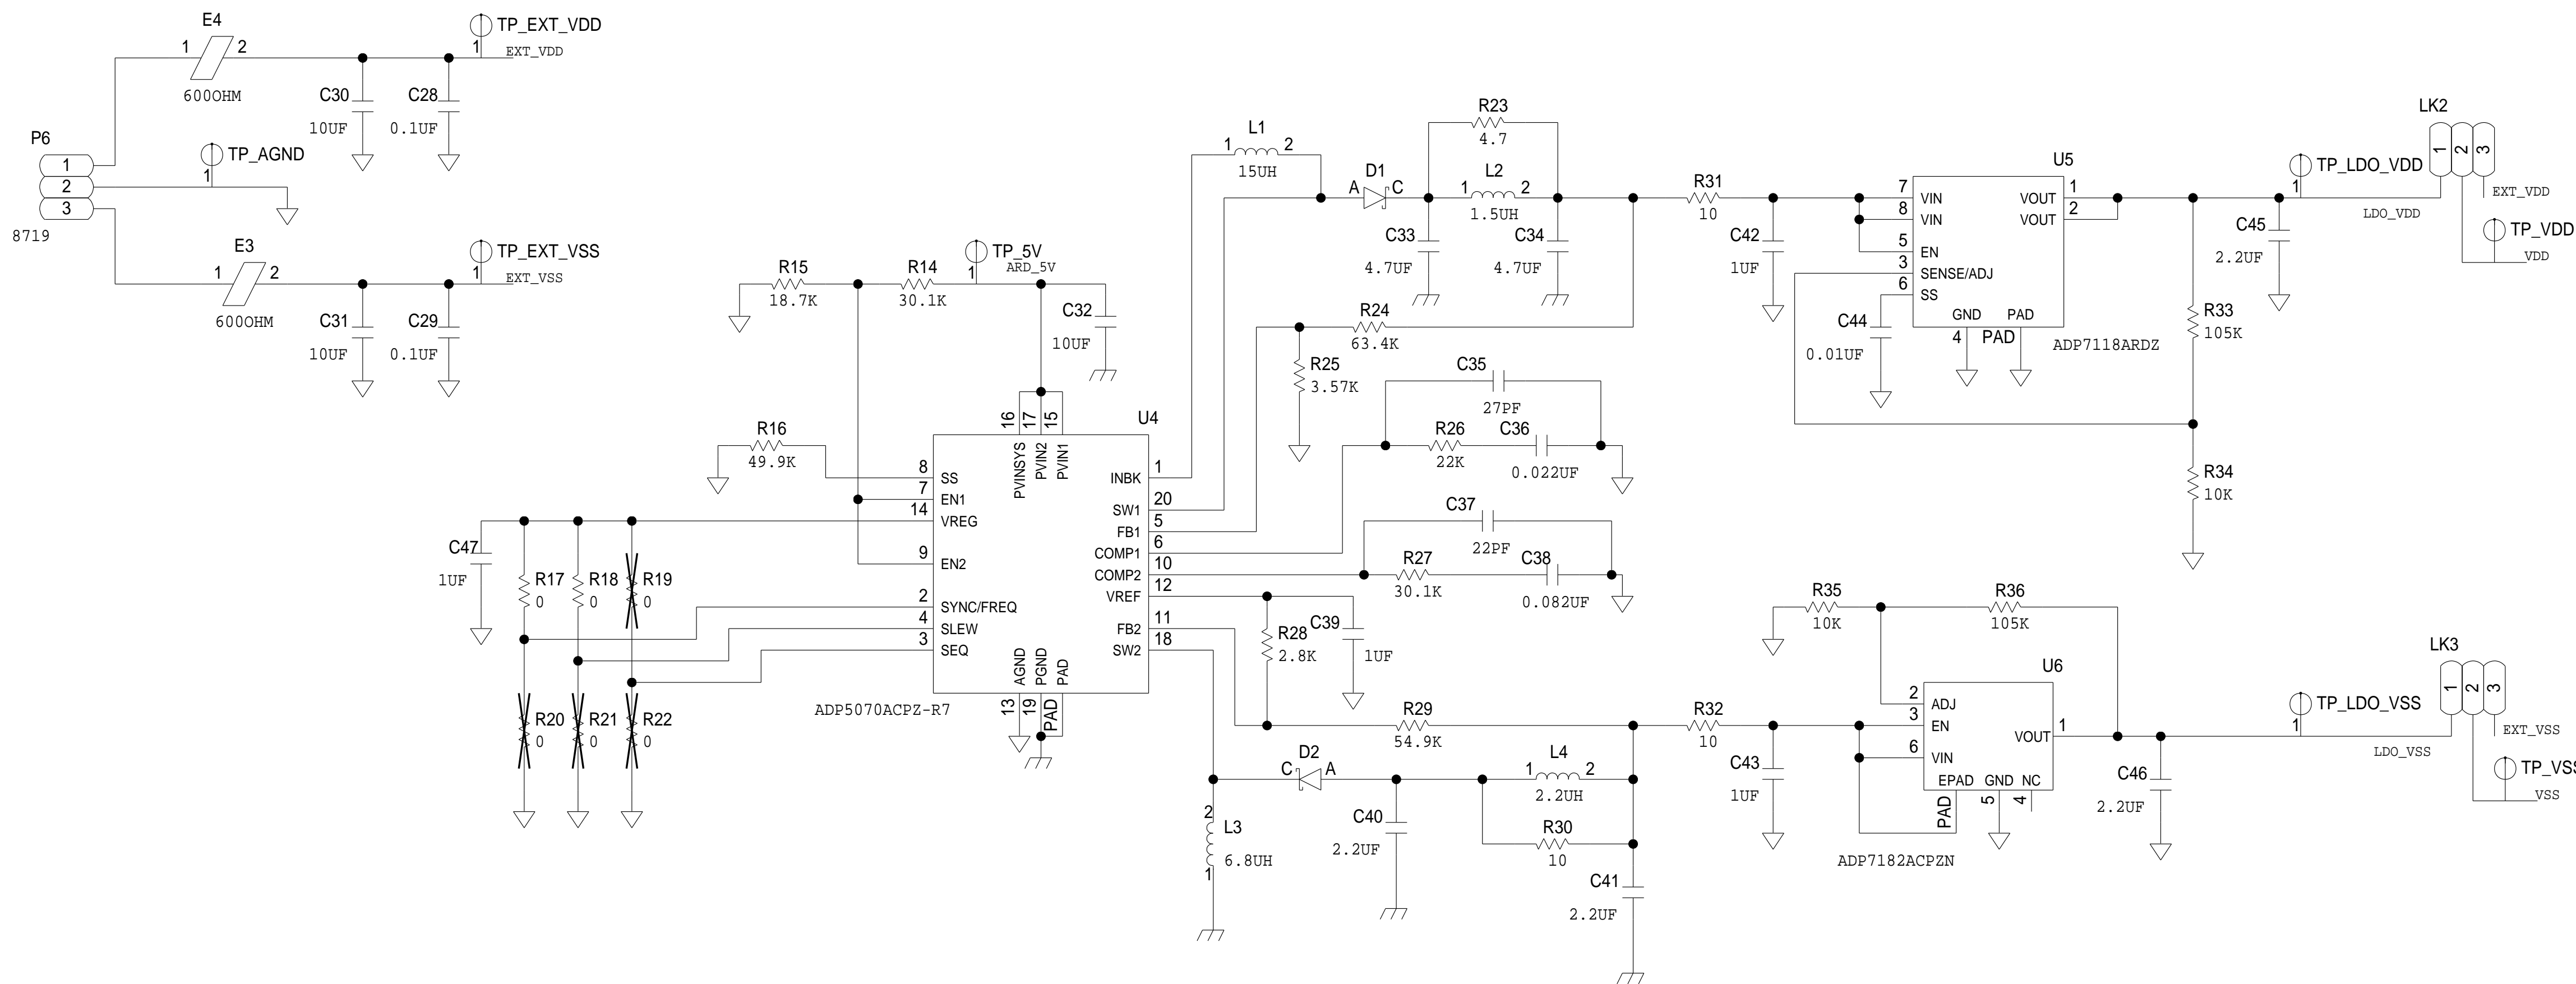 E4
1 2
600OHM
TP_EXT_VDD
1
EXT_VDD
C30
10UF
C28
0.1UF
P6
1
2
3
8719
TP_AGND
1
E3
1 2
600OHM
TP_EXT_VSS
1
EXT_VSS
C31
10UF
C29
0.1UF
R15
18.7K
R14
30.1K
TP_5V
1
ARD_5V
C32
10UF
R16
49.9K
C47
1UF
R17
0
R18
0
R19
0
R20
0
R21
0
R22
0
U4
16 17 15
PVINSYS PVIN2 PVIN1
8 SS
7 EN1
14 VREG
9 EN2
2 SYNC/FREQ
4 SLEW
3 SEQ
INBK 1
SW1 20
FB1 5
COMP1 6
COMP2 10
VREF 12
FB2 11
SW2 18
AGND PGND PAD
13 19 PAD
ADP5070ACPZ-R7
L1
1 2
15UH
D1
A C
R23
4.7
L2
1 2
1.5UH
C33
4.7UF
C34
4.7UF
R24
63.4K
R25
3.57K
C35
27PF
R26
22K
C36
0.022UF
C37
22PF
R27
30.1K
C38
0.082UF
R28
2.8K
C39
1UF
R29
54.9K
D2
C A
L4
1 2
2.2UH
R30
10
C40
2.2UF
C41
2.2UF
L3
2
6.8UH
1
R31
10
C42
1UF
U5
7 VIN
8 VIN
5 EN
3 SENSE/ADJ
6 SS
VOUT 1
VOUT 2
GND PAD
4 PAD
ADP7118ARDZ
C44
0.01UF
R33
105K
R34
10K
C45
2.2UF
TP_LDO_VDD
1
LDO_VDD
LK2
1 2 3
EXT_VDD
TP_VDD
1
VDD
R32
10
C43
1UF
R35
10K
R36
105K
U6
2 ADJ
3 EN
6 VIN
VOUT 1
EPAD GND NC
PAD 5 4
ADP7182ACPZN
C46
2.2UF
TP_LDO_VSS
1
LDO_VSS
LK3
1 2 3
EXT_VSS
TP_VSS
1
VSS